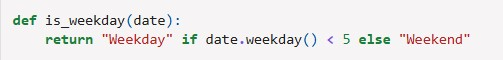 def is_weekday(date):
    return "Weekday" if date.weekday() < 5 else "Weekend"